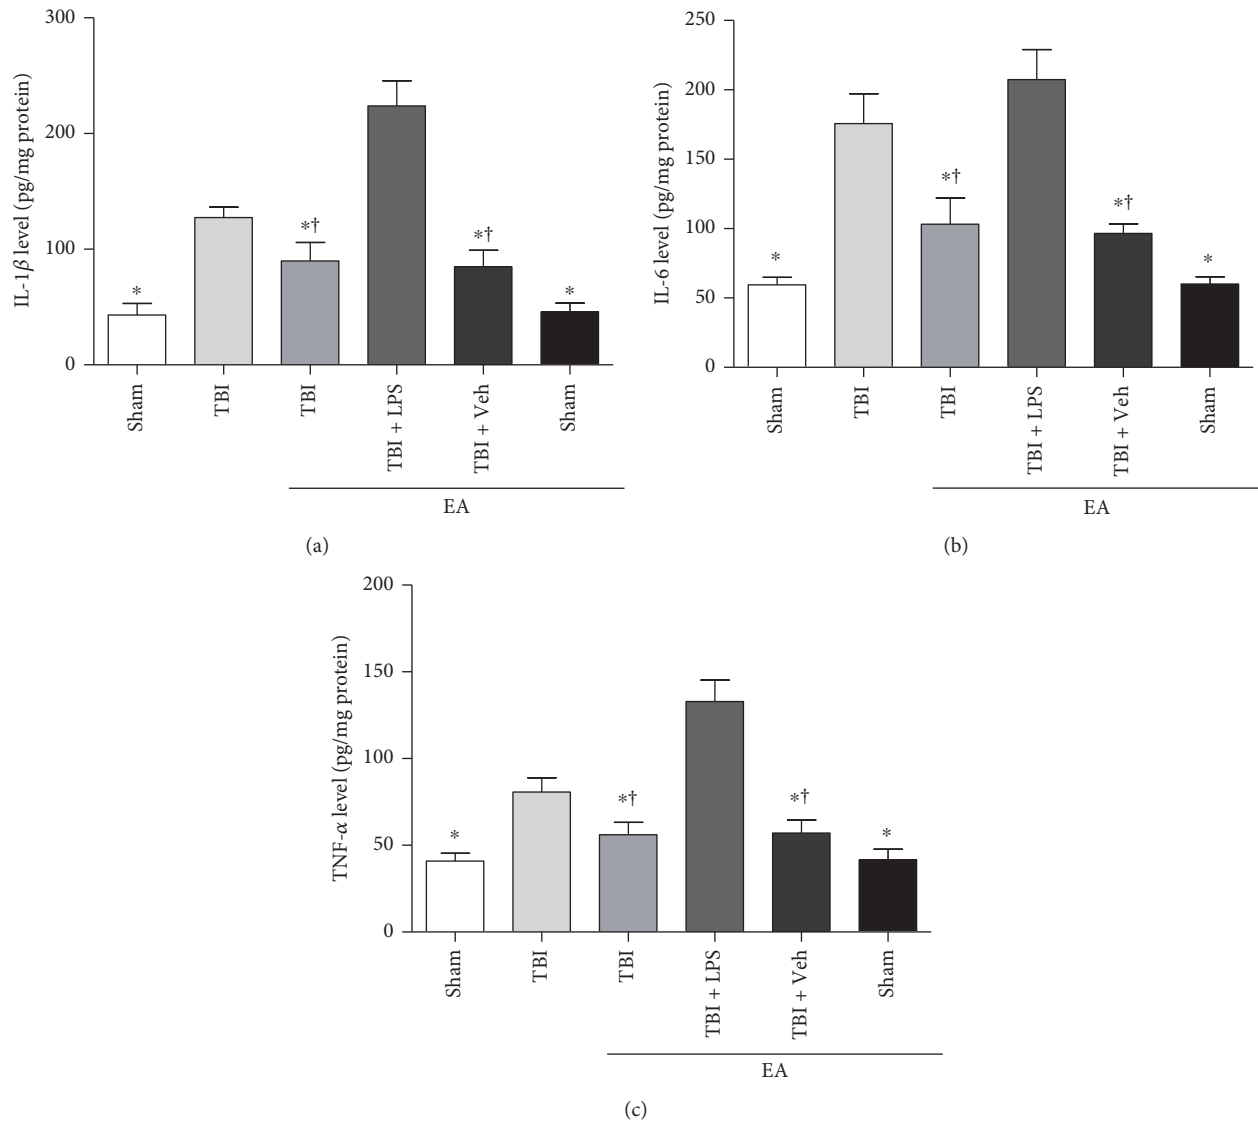 300
200
100
0
IL-1β level (pg/mg protein)
*
*†
*†
*
Sham
TBI
TBI
TBI + LPS
TBI + Veh
Sham
EA
(a)
250
200
150
100
50
0
IL-6 level (pg/mg protein)
*
*†
*†
*
Sham
TBI
TBI
TBI + LPS
TBI + Veh
Sham
EA
(b)
200
150
100
50
0
TNF-α level (pg/mg protein)
*
*†
*†
*
Sham
TBI
TBI
TBI + LPS
TBI + Veh
Sham
EA
(c)